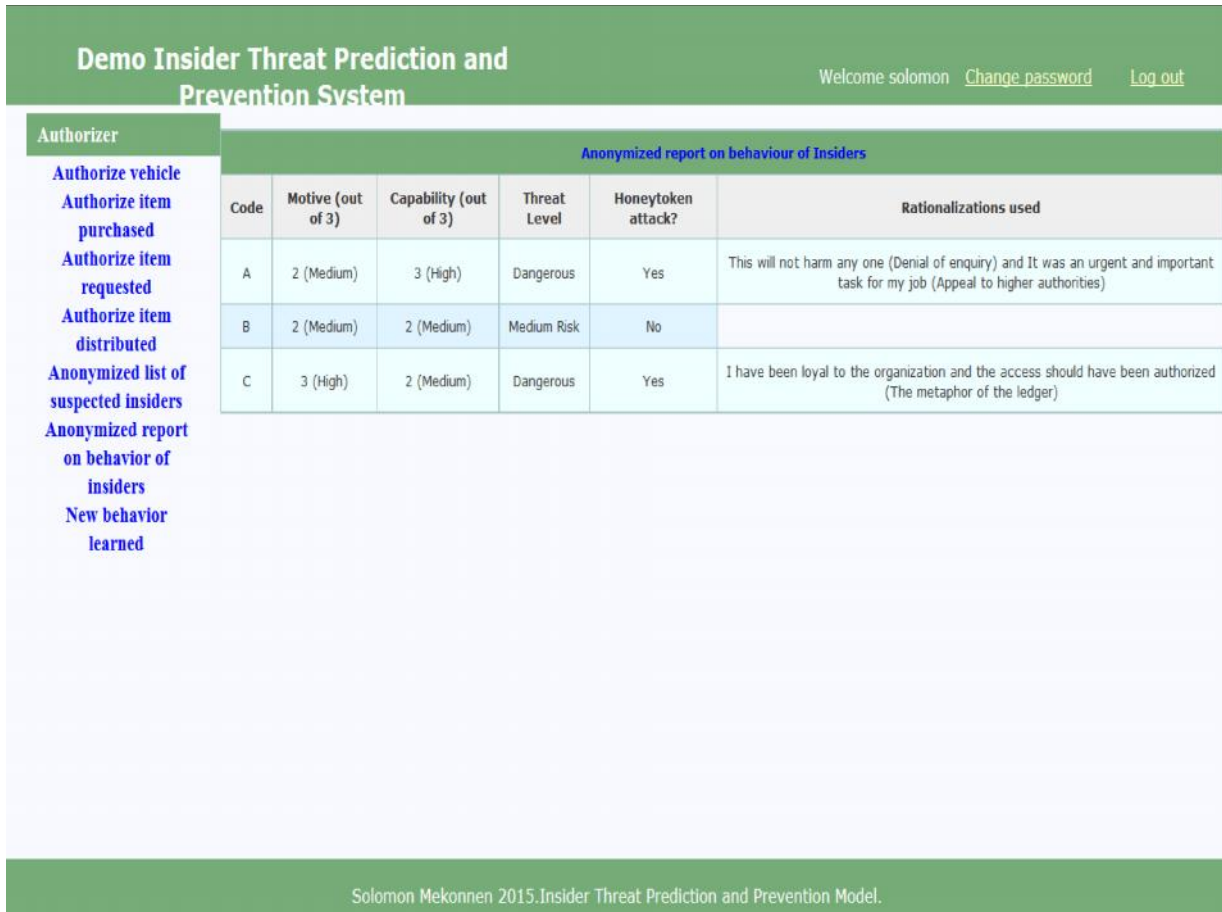 Demo Insider Threat Prediction and
Prevention System
Welcome solomon Change password Log out
Authorizer
Authorize vehicle
Authorize item
purchased
Authorize item
requested
Authorize item
distributed
Anonymized list of
suspected insiders
Anonymized report
on behavior of
insiders
New behavior
learned
Anonymized report on behaviour of Insiders
Code Motive (out of 3) Capability (out of 3) Threat Level Honeytoken attack? Rationalizations used
A 2 (Medium) 3 (High) Dangerous Yes This will not harm any one (Denial of enquiry) and It was an urgent and important
task for my job (Appeal to higher authorities)
B 2 (Medium) 2 (Medium) Medium Risk No
C 3 (High) 2 (Medium) Dangerous Yes I have been loyal to the organization and the access should have been authorized
(The metaphor of the ledger)
Solomon Mekonnen 2015.Insider Threat Prediction and Prevention Model.